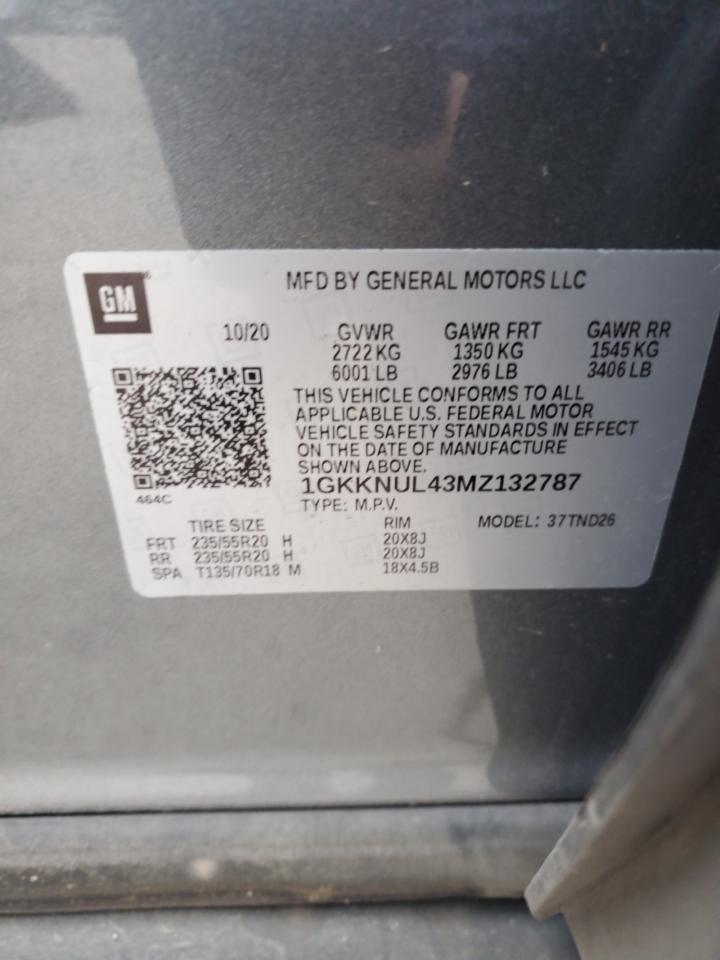 GM
MFD BY GENERAL MOTORS LLC
10/20 GVWR GAWR FRT GAWR RR
2722 KG 1350 KG 1545 KG
6001 LB 2976 LB 3406 LB
THIS VEHICLE CONFORMS TO ALL
APPLICABLE U.S. FEDERAL MOTOR
VEHICLE SAFETY STANDARDS IN EFFECT
ON THE DATE OF MANUFACTURE
SHOWN ABOVE.
464C
1GKKNUL43MZ132787
TYPE: M.P.V.
TIRE SIZE RIM MODEL: 37TND26
FRT 235/55R20 H 20X8J
RR 235/55R20 H 20X8J
SPA T135/70R18 M 18X4.5B